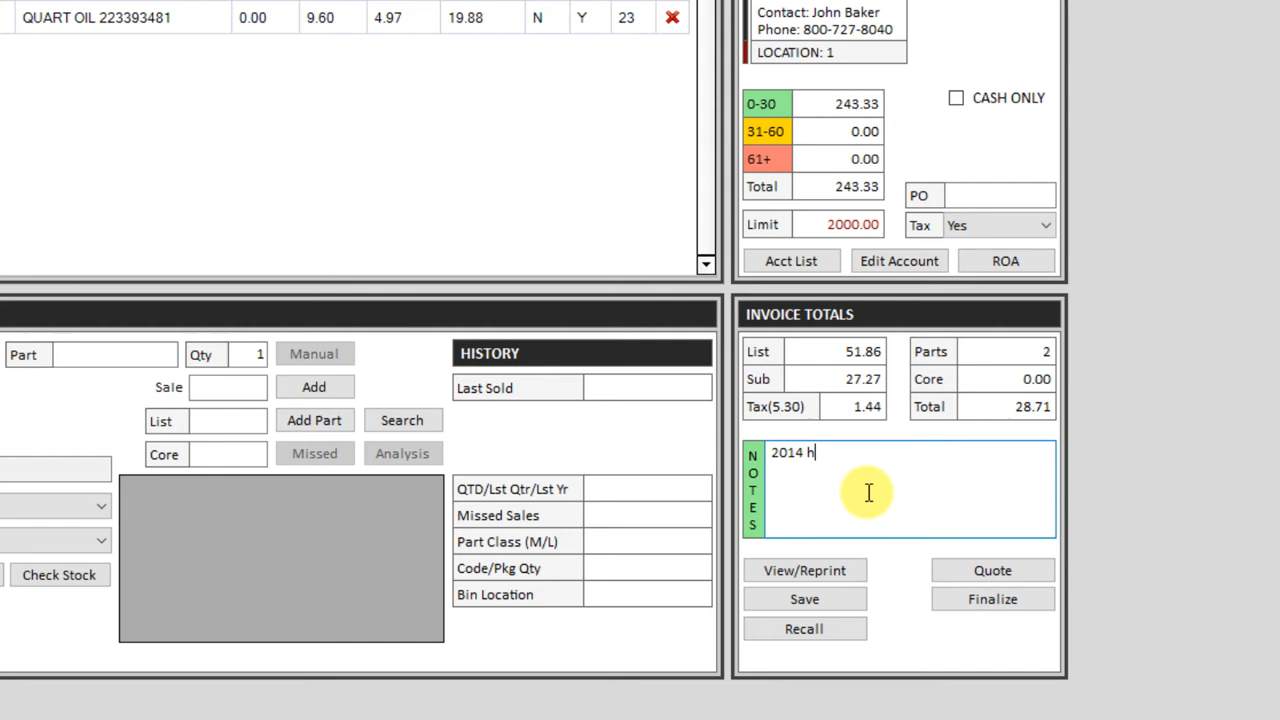 QUART OIL 223393481 0.00 9.60 4.97 19.88 N Y 23
Contact: John Baker
Phone: 800-727-8040
LOCATION: 1
0-30 243.33
31-60 0.00
61+ 0.00
Total 243.33
Limit 2000.00
CASH ONLY
PO
Tax Yes
Acct List Edit Account ROA
Part Qty 1 Manual
Sale Add
List Add Part Search
Core Missed Analysis
Check Stock
HISTORY
Last Sold
QTD/Lst Qtr/Lst Yr
Missed Sales
Part Class (M/L)
Code/Pkg Qty
Bin Location
INVOICE TOTALS
List 51.86 Parts 2
Sub 27.27 Core 0.00
Tax(5.30) 1.44 Total 28.71
NOTES
2014 h
View/Reprint Quote
Save Finalize
Recall